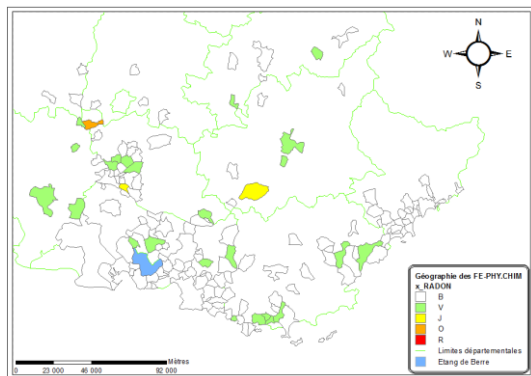 N
W E
S
Géographie des FE-PHY.CHIM
x_RADON
B
V
J
O
R
Limites départementales
Etang de Berre
Mètres
0 23 000 46 000 92 000